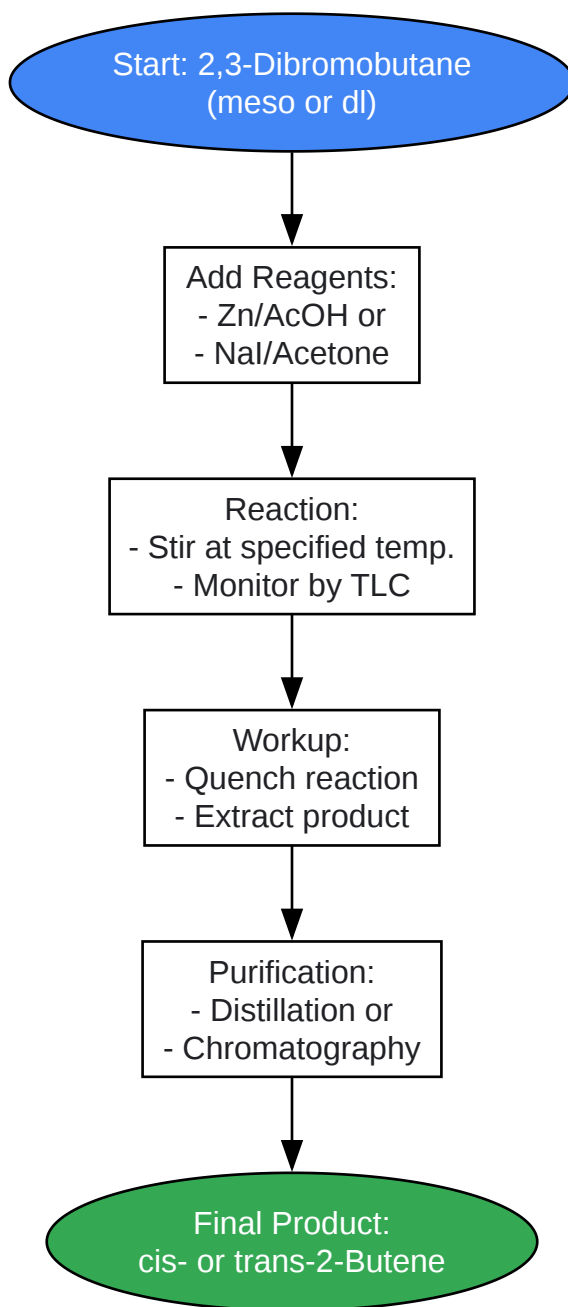 Start: 2,3-Dibromobutane
(meso or dl)
Add Reagents:
- Zn/AcOH or
- NaI/Acetone
Reaction:
- Stir at specified temp.
- Monitor by TLC
Workup:
- Quench reaction
- Extract product
Purification:
- Distillation or
- Chromatography
Final Product:
cis- or trans-2-Butene